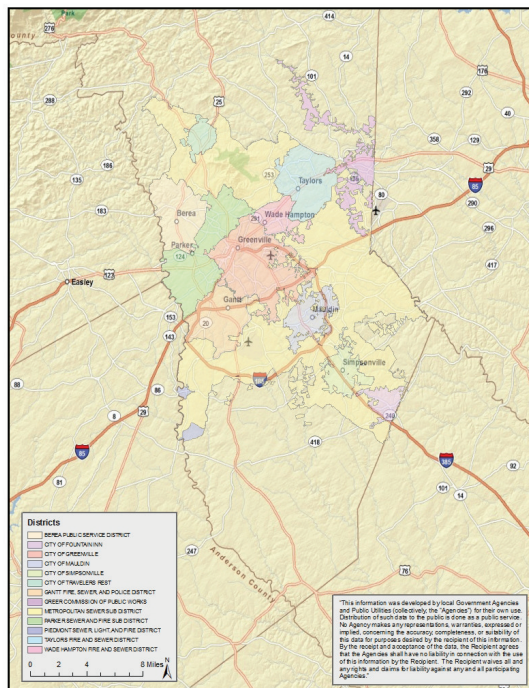 Park
County
276
414
14
101
176
288
25
292
40
186
358
129
253
29
Taylors
135
85
290
80
183
Berea
291
Wade Hampton
296
Parker
Greenville
124
417
Easley
123
Gantt
153
Mauldin
20
143
Simpsonville
88
86
8
29
418
85
385
92
81
101
14
247
76
Anderson County
Districts
BEREA PUBLIC SERVICE DISTRICT
CITY OF FOUNTAIN INN
CITY OF GREENVILLE
CITY OF MAULDIN
CITY OF SIMPSONVILLE
CITY OF TRAVELERS REST
GANTT FIRE, SEWER, AND POLICE DISTRICT
GREER COMMISSION OF PUBLIC WORKS
METROPOLITAN SEWER SUB DISTRICT
PARKER SEWER AND FIRE SUB DISTRICT
PIEDMONT SEWER, LIGHT, AND FIRE DISTRICT
TAYLORS FIRE AND SEWER DISTRICT
WADE HAMPTON FIRE AND SEWER DISTRICT
0 2 4 8 Miles
N
"This information was developed by local Government Agencies
and Public Utilities (collectively, the "Agencies") for their own use.
Distribution of such data to the public is done as a public service.
No Agency makes any representations, warranties, expressed or
implied, concerning the accuracy, completeness, or suitability of
this data for purposes desired by the recipient of this information.
By the receipt and acceptance of the data, the Recipient agrees
that the Agencies shall have no liability in connection with the use
of this information by the Recipient. The Recipient waives all and
any rights and claims for liability against any and all participating
Agencies."